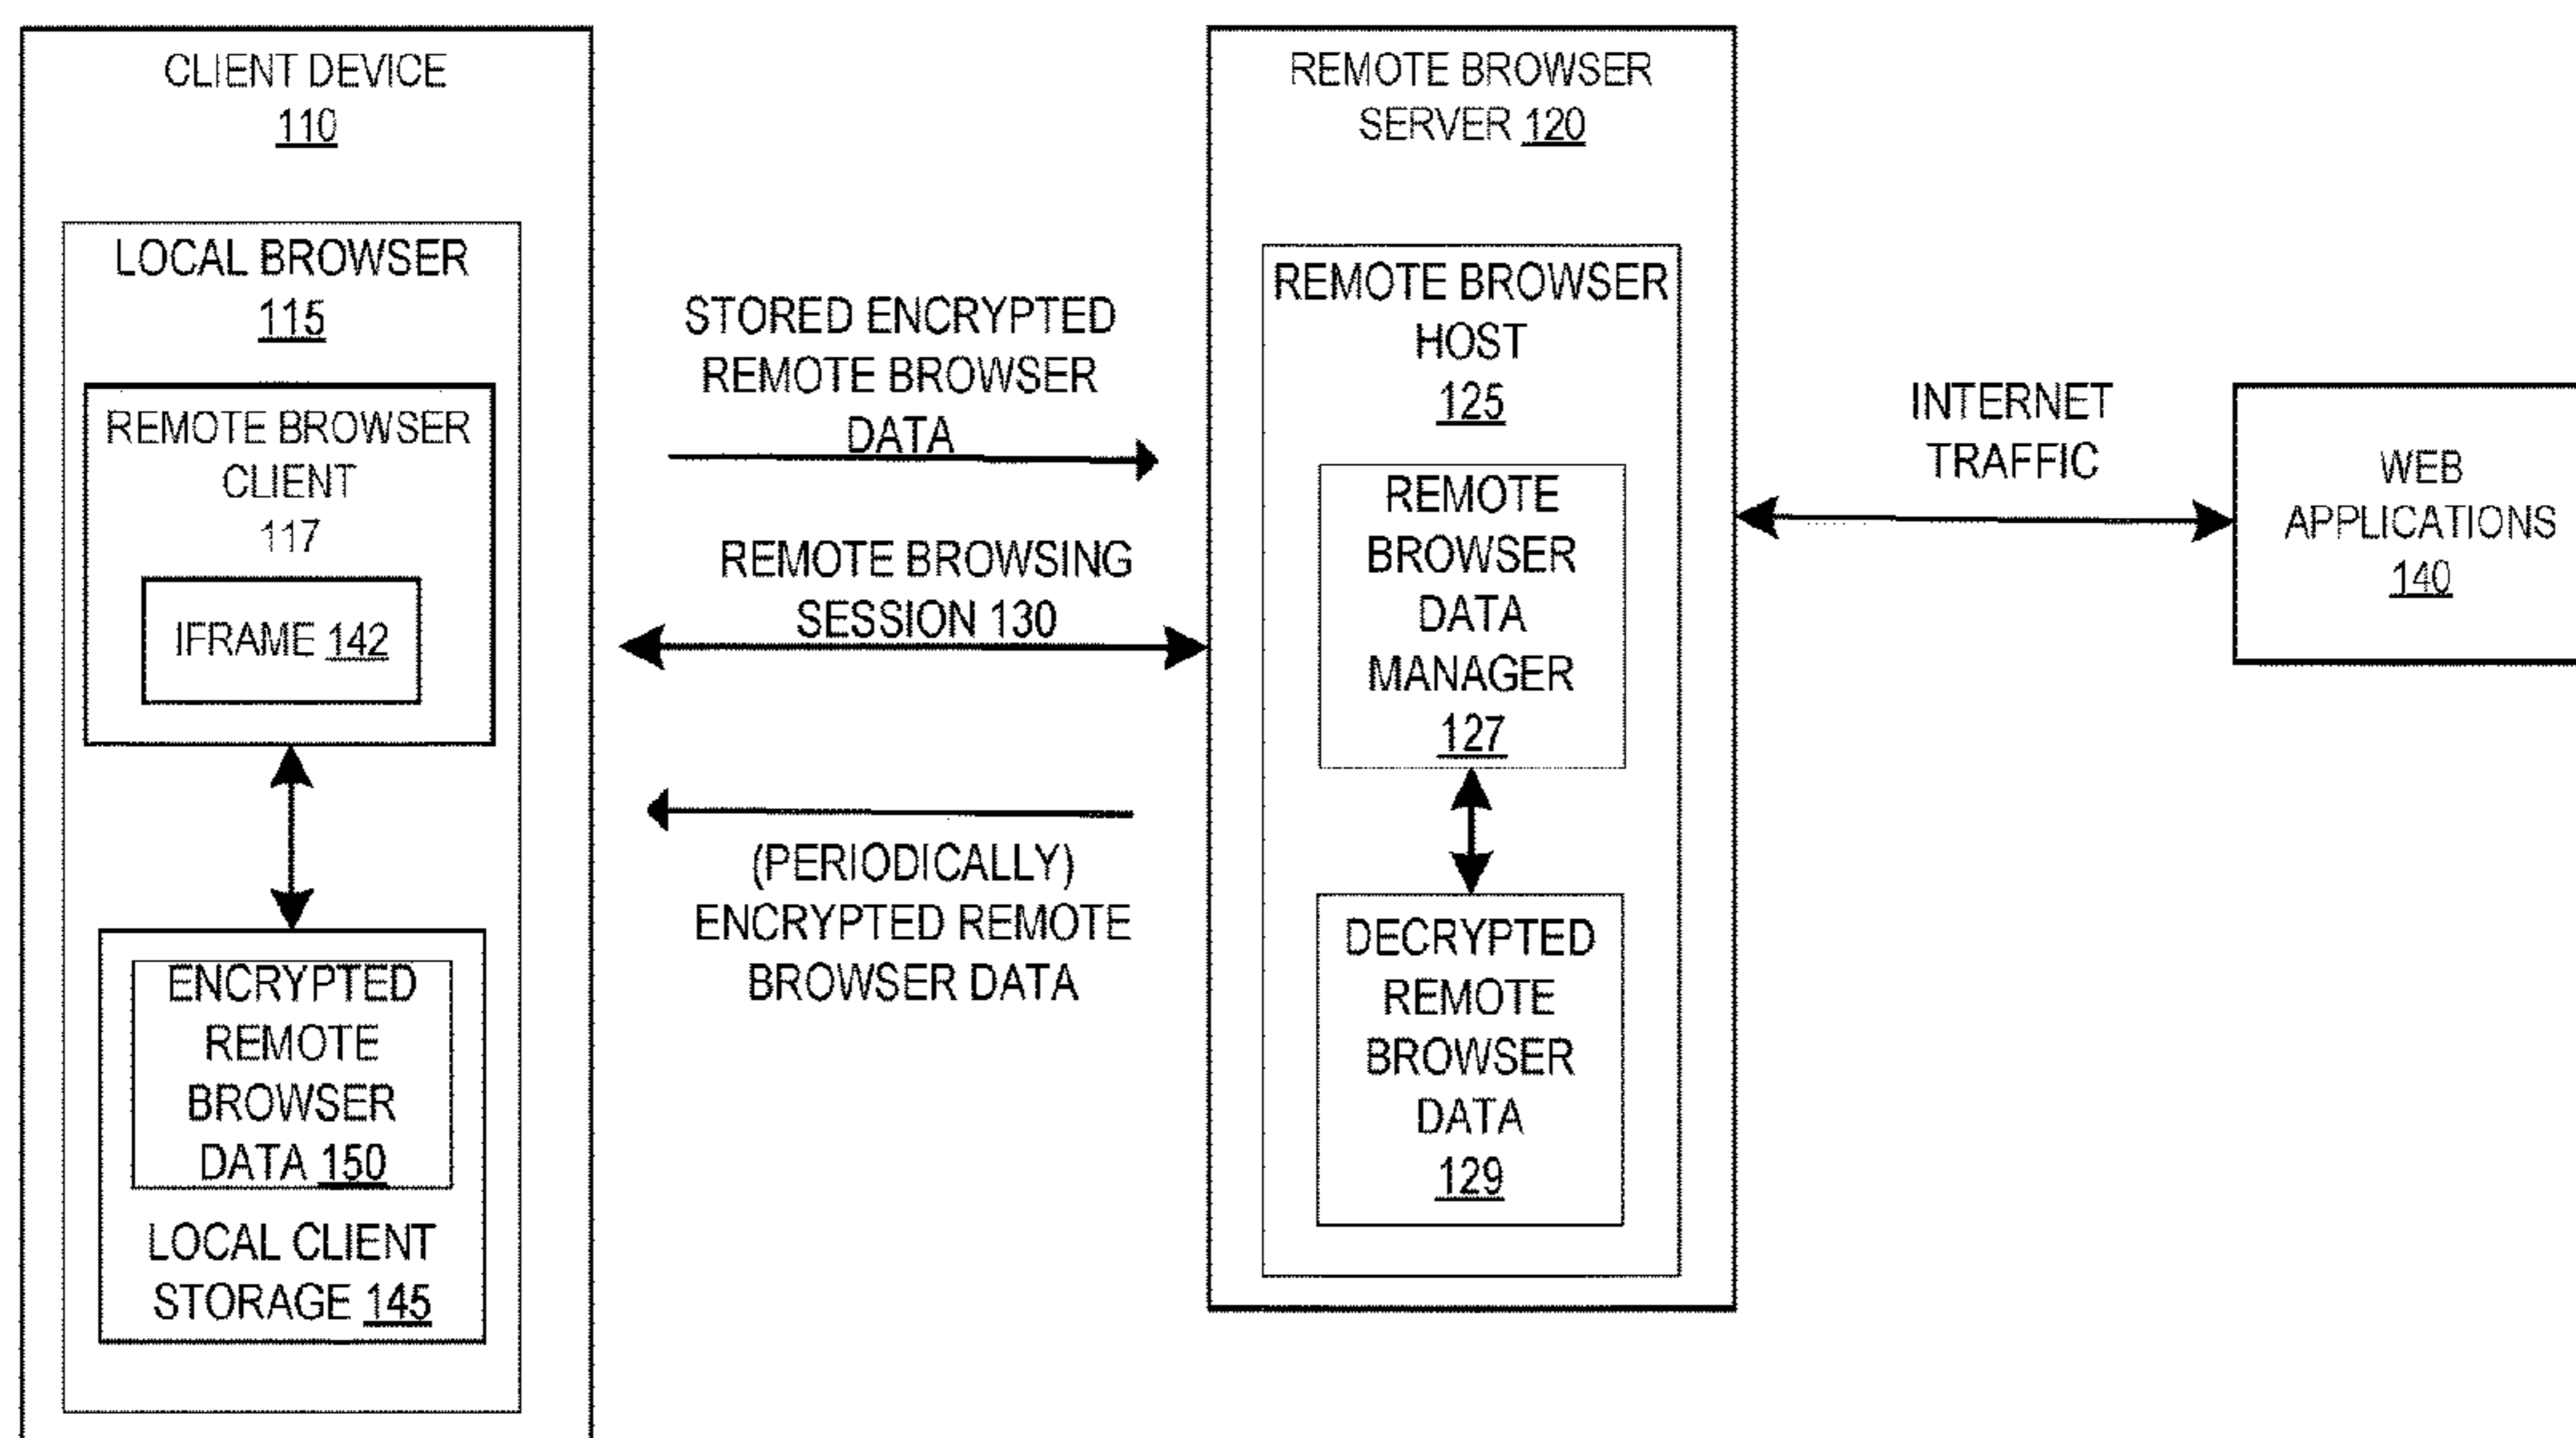 CLIENT DEVICE
110
LOCAL BROWSER
115
REMOTE BROWSER
CLIENT
117
IFRAME 142
ENCRYPTED
REMOTE
BROWSER
DATA 150
LOCAL CLIENT
STORAGE 145
STORED ENCRYPTED
REMOTE BROWSER
DATA
REMOTE BROWSING
SESSION 130
(PERIODICALLY)
ENCRYPTED REMOTE
BROWSER DATA
REMOTE BROWSER
SERVER 120
REMOTE BROWSER
HOST
125
REMOTE
BROWSER
DATA
MANAGER
127
DECRYPTED
REMOTE
BROWSER
DATA
129
INTERNET
TRAFFIC
WEB
APPLICATIONS
140